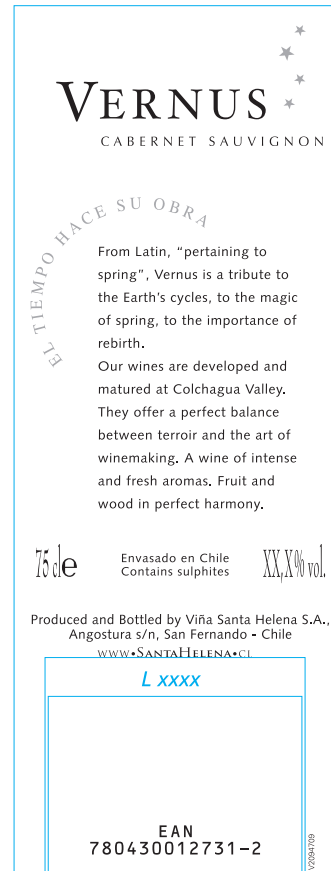 VERNUS
CABERNET SAUVIGNON
EL TIEMPO HACE SU OBRA
From Latin, “pertaining to
spring”, Vernus is a tribute to
the Earth’s cycles, to the magic
of spring, to the importance of
rebirth.
Our wines are developed and
matured at Colchagua Valley.
They offer a perfect balance
between terroir and the art of
winemaking. A wine of intense
and fresh aromas. Fruit and
wood in perfect harmony.
75 cl e
Envasado en Chile
Contains sulphites
XX,X% vol.
Produced and Bottled by Viña Santa Helena S.A.,
Angostura s/n, San Fernando - Chile
WWW•SANTAHELENA•CL
L xxxx
EAN
780430012731-2
V2094709